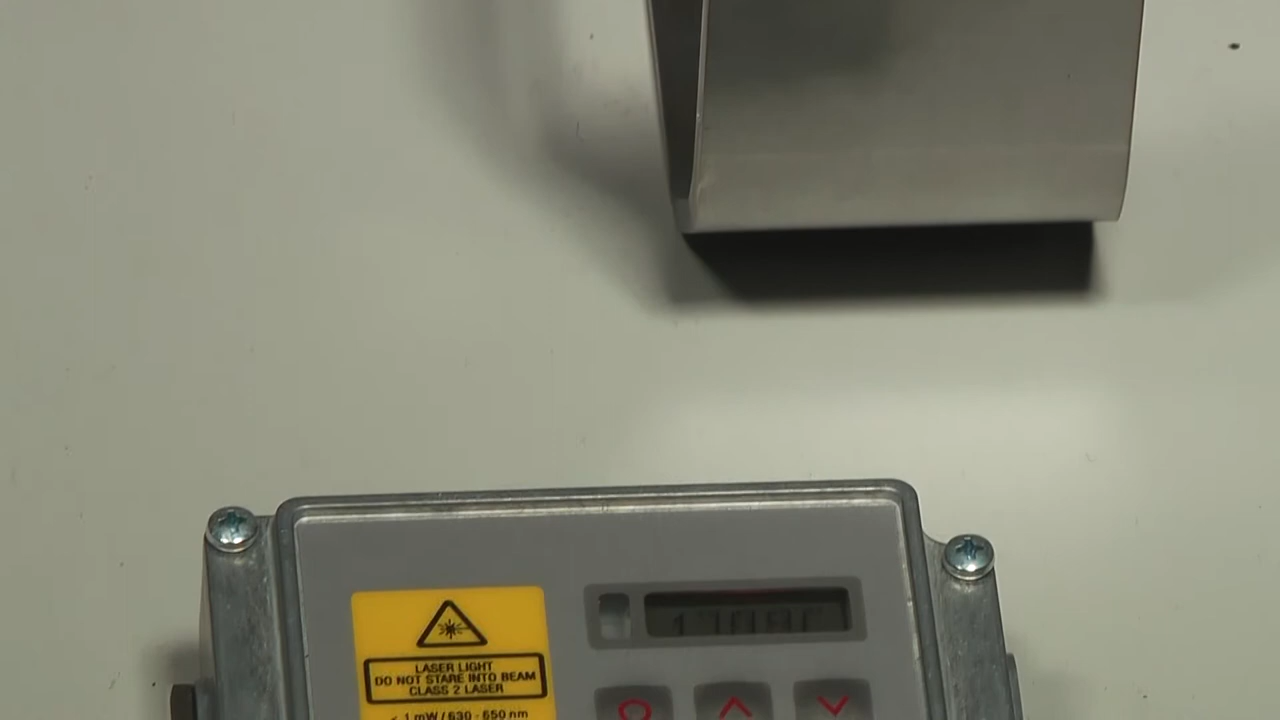 LASER LIGHT
DO NOT STARE INTO BEAM
CLASS 2 LASER
< 1 mW / 630 - 650 nm